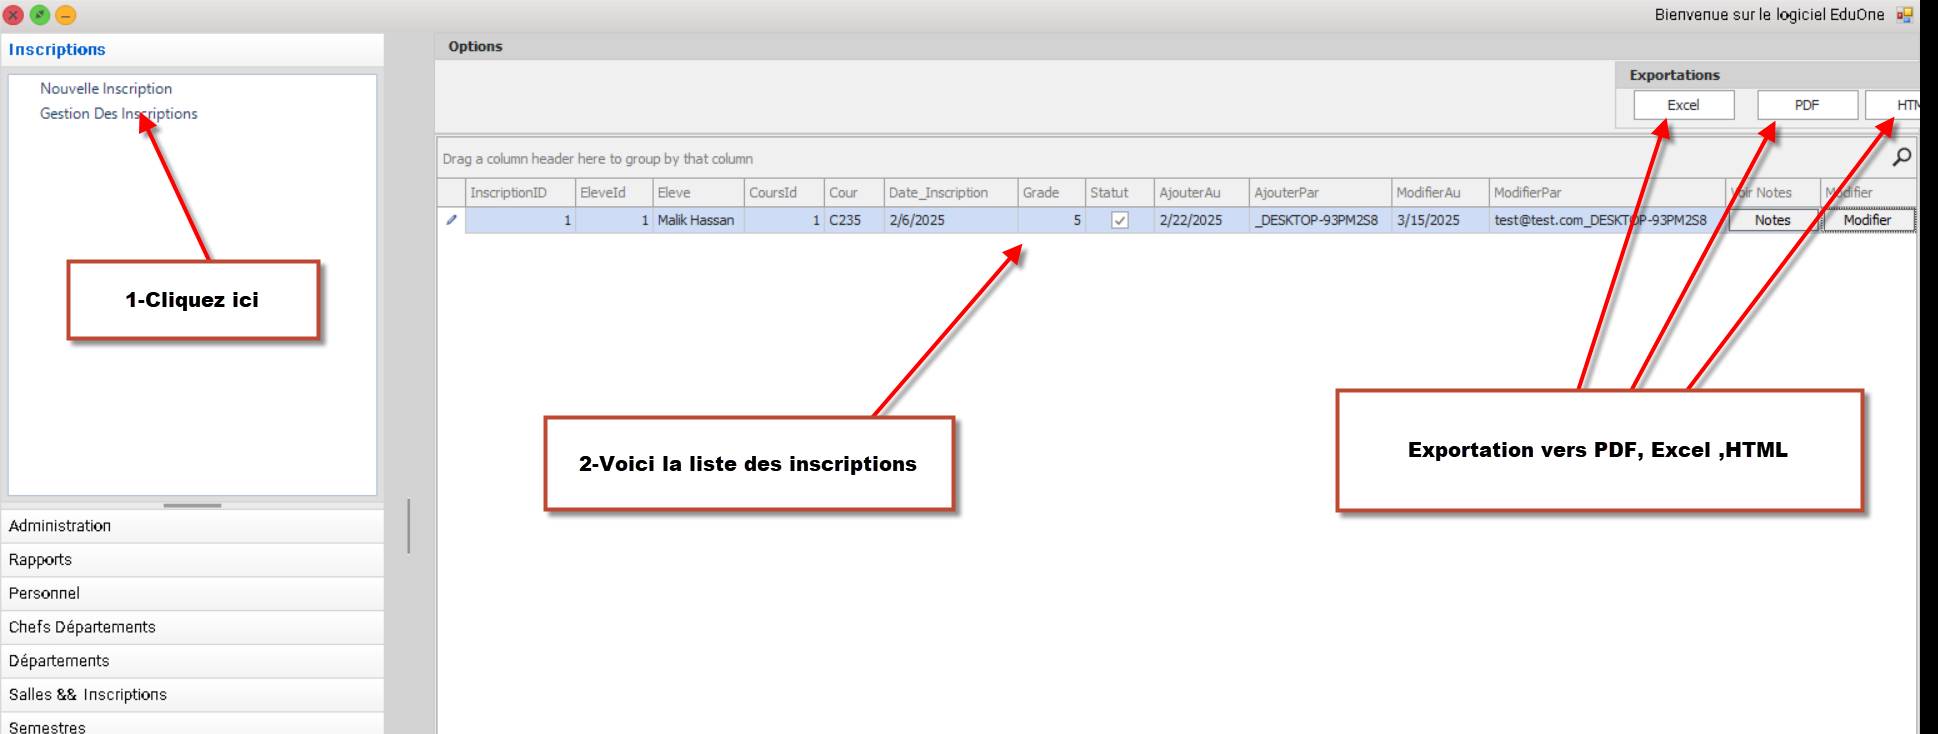 Bienvenue sur le logiciel EduOne
Inscriptions
Nouvelle Inscription
Gestion Des Inscriptions
1-Cliquez ici
Administration
Rapports
Personnel
Chefs Départements
Départements
Salles && Inscriptions
Semestres
Options
Exportations
Excel PDF HTM
Drag a column header here to group by that column
InscriptionID EleveId Eleve CoursId Cour Date_Inscription Grade Statut AjouterAu AjouterPar ModifierAu ModifierPar Voir Notes Modifier
1 1 Malik Hassan 1 C235 2/6/2025 5 2/22/2025 _DESKTOP-93PM2S8 3/15/2025 test@test.com_DESKTOP-93PM2S8 Notes Modifier
2-Voici la liste des inscriptions
Exportation vers PDF, Excel ,HTML